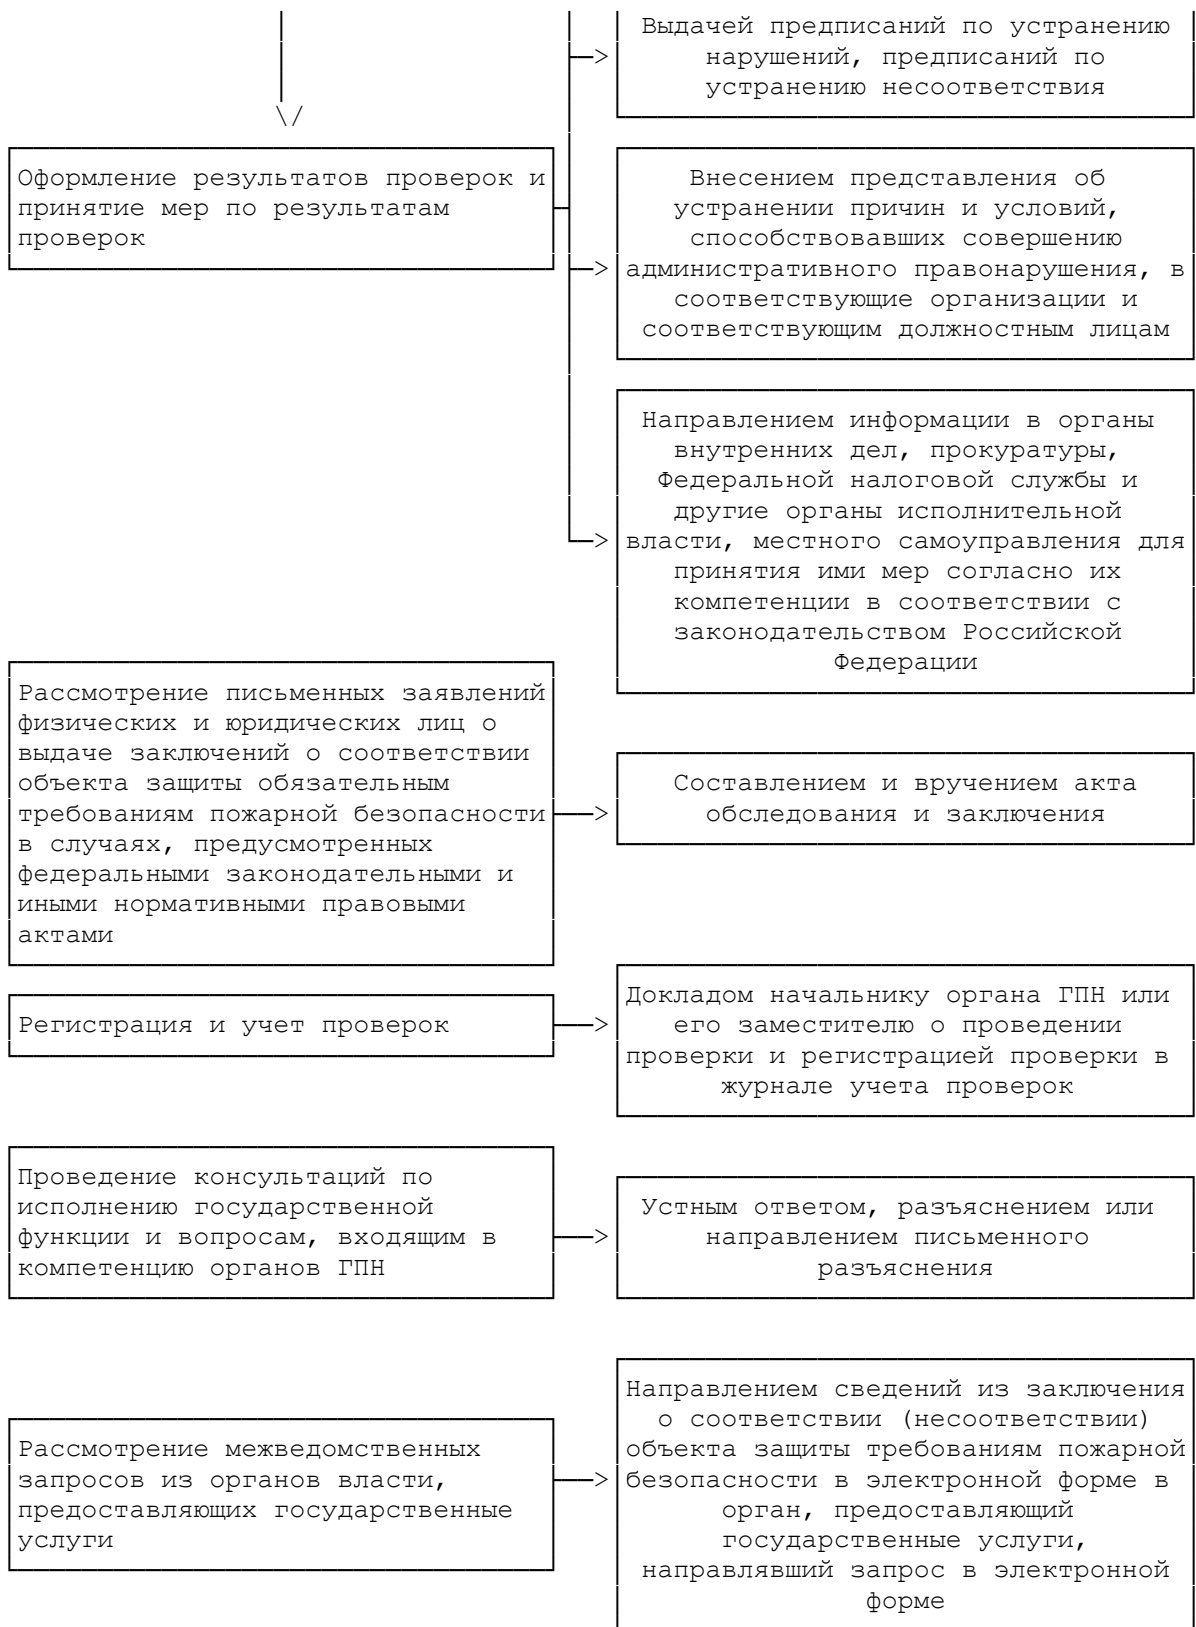 Выдачей предписаний по устранению
нарушений, предписаний по
устранению несоответствия
Оформление результатов проверок и
принятие мер по результатам
проверок
Внесением представления об
устранении причин и условий,
способствовавших совершению
административного правонарушения, в
соответствующие организации и
соответствующим должностным лицам
Направлением информации в органы
внутренних дел, прокуратуры,
Федеральной налоговой службы и
другие органы исполнительной
власти, местного самоуправления для
принятия ими мер согласно их
компетенции в соответствии с
законодательством Российской
Федерации
Рассмотрение письменных заявлений
физических и юридических лиц о
выдаче заключений о соответствии
объекта защиты обязательным
требованиям пожарной безопасности
в случаях, предусмотренных
федеральными законодательными и
иными нормативными правовыми
актами
Составлением и вручением акта
обследования и заключения
Регистрация и учет проверок
Докладом начальнику органа ГПН или
его заместителю о проведении
проверки и регистрацией проверки в
журнале учета проверок
Проведение консультаций по
исполнению государственной
функции и вопросам, входящим в
компетенцию органов ГПН
Устным ответом, разъяснением или
направлением письменного
разъяснения
Рассмотрение межведомственных
запросов из органов власти,
предоставляющих государственные
услуги
Направлением сведений из заключения
о соответствии (несоответствии)
объекта защиты требованиям пожарной
безопасности в электронной форме в
орган, предоставляющий
государственные услуги,
направлявший запрос в электронной
форме